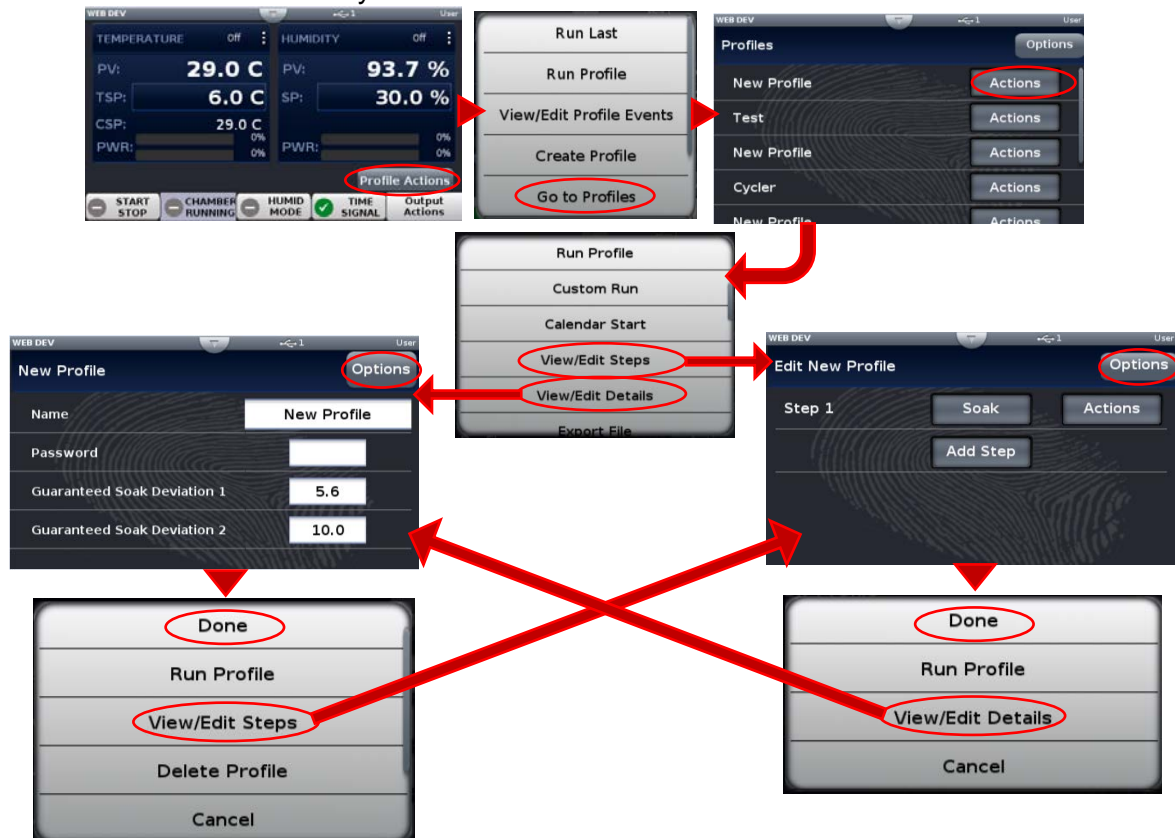 WEB DEV 1 User
TEMPERATURE Off HUMIDITY Off
PV: 29.0 C PV: 93.7 %
TSP: 6.0 C SP: 30.0 %
CSP: 29.0 C
PWR: 0% 0% PWR: 0% 0%
Profile Actions
START STOP CHAMBER RUNNING HUMID MODE TIME SIGNAL Output Actions
Run Last
Run Profile
View/Edit Profile Events
Create Profile
Go to Profiles
WEB DEV 1 User
Profiles Options
New Profile Actions
Test Actions
New Profile Actions
Cycler Actions
New Profile Actions
Run Profile
Custom Run
Calendar Start
View/Edit Steps
View/Edit Details
Export File
WEB DEV 1 User
New Profile Options
Name New Profile
Password
Guaranteed Soak Deviation 1 5.6
Guaranteed Soak Deviation 2 10.0
WEB DEV 1 User
Edit New Profile Options
Step 1 Soak Actions
Add Step
Done
Run Profile
View/Edit Steps
Delete Profile
Cancel
Done
Run Profile
View/Edit Details
Cancel